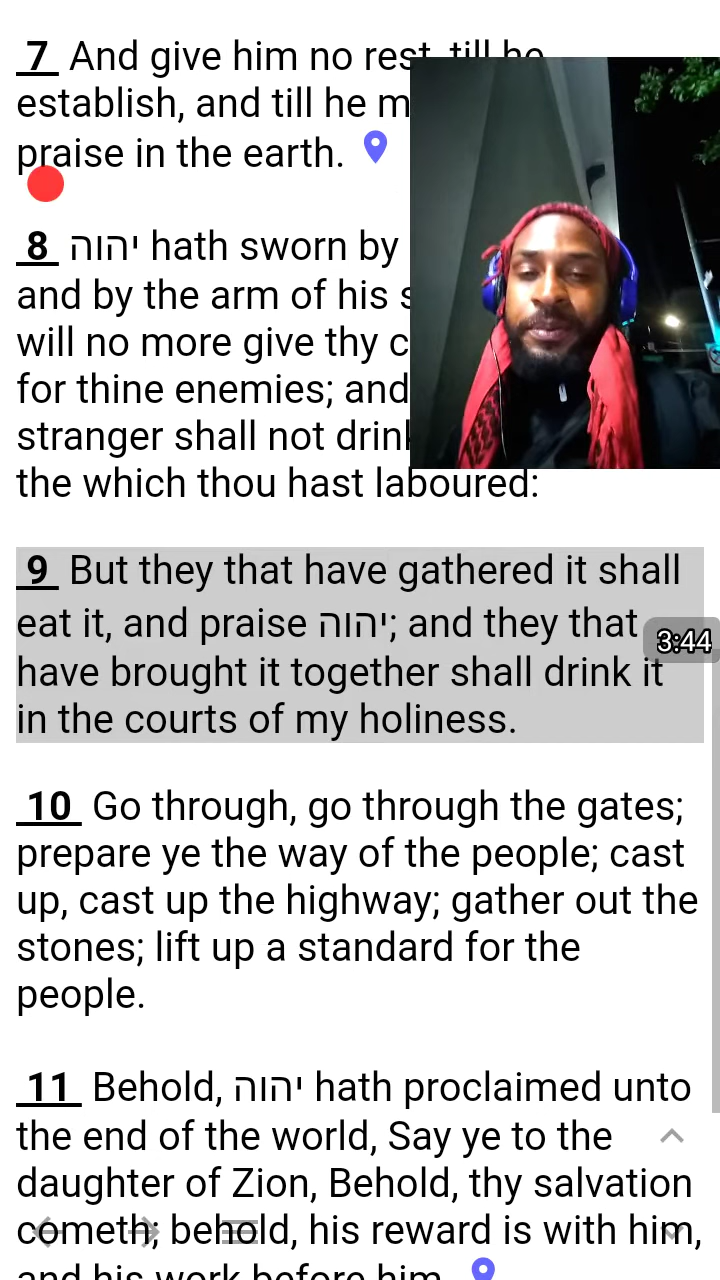 7 And give him no rest, till he
establish, and till he m
praise in the earth.
8 יהוה hath sworn by
and by the arm of his s
will no more give thy c
for thine enemies; and
stranger shall not drink
the which thou hast laboured:
9 But they that have gathered it shall
eat it, and praise יהוה; and they that
3:44
have brought it together shall drink it
in the courts of my holiness.
10 Go through, go through the gates;
prepare ye the way of the people; cast
up, cast up the highway; gather out the
stones; lift up a standard for the
people.
11 Behold, יהוה hath proclaimed unto
the end of the world, Say ye to the
daughter of Zion, Behold, thy salvation
cometh; behold, his reward is with him,
and his work before him.